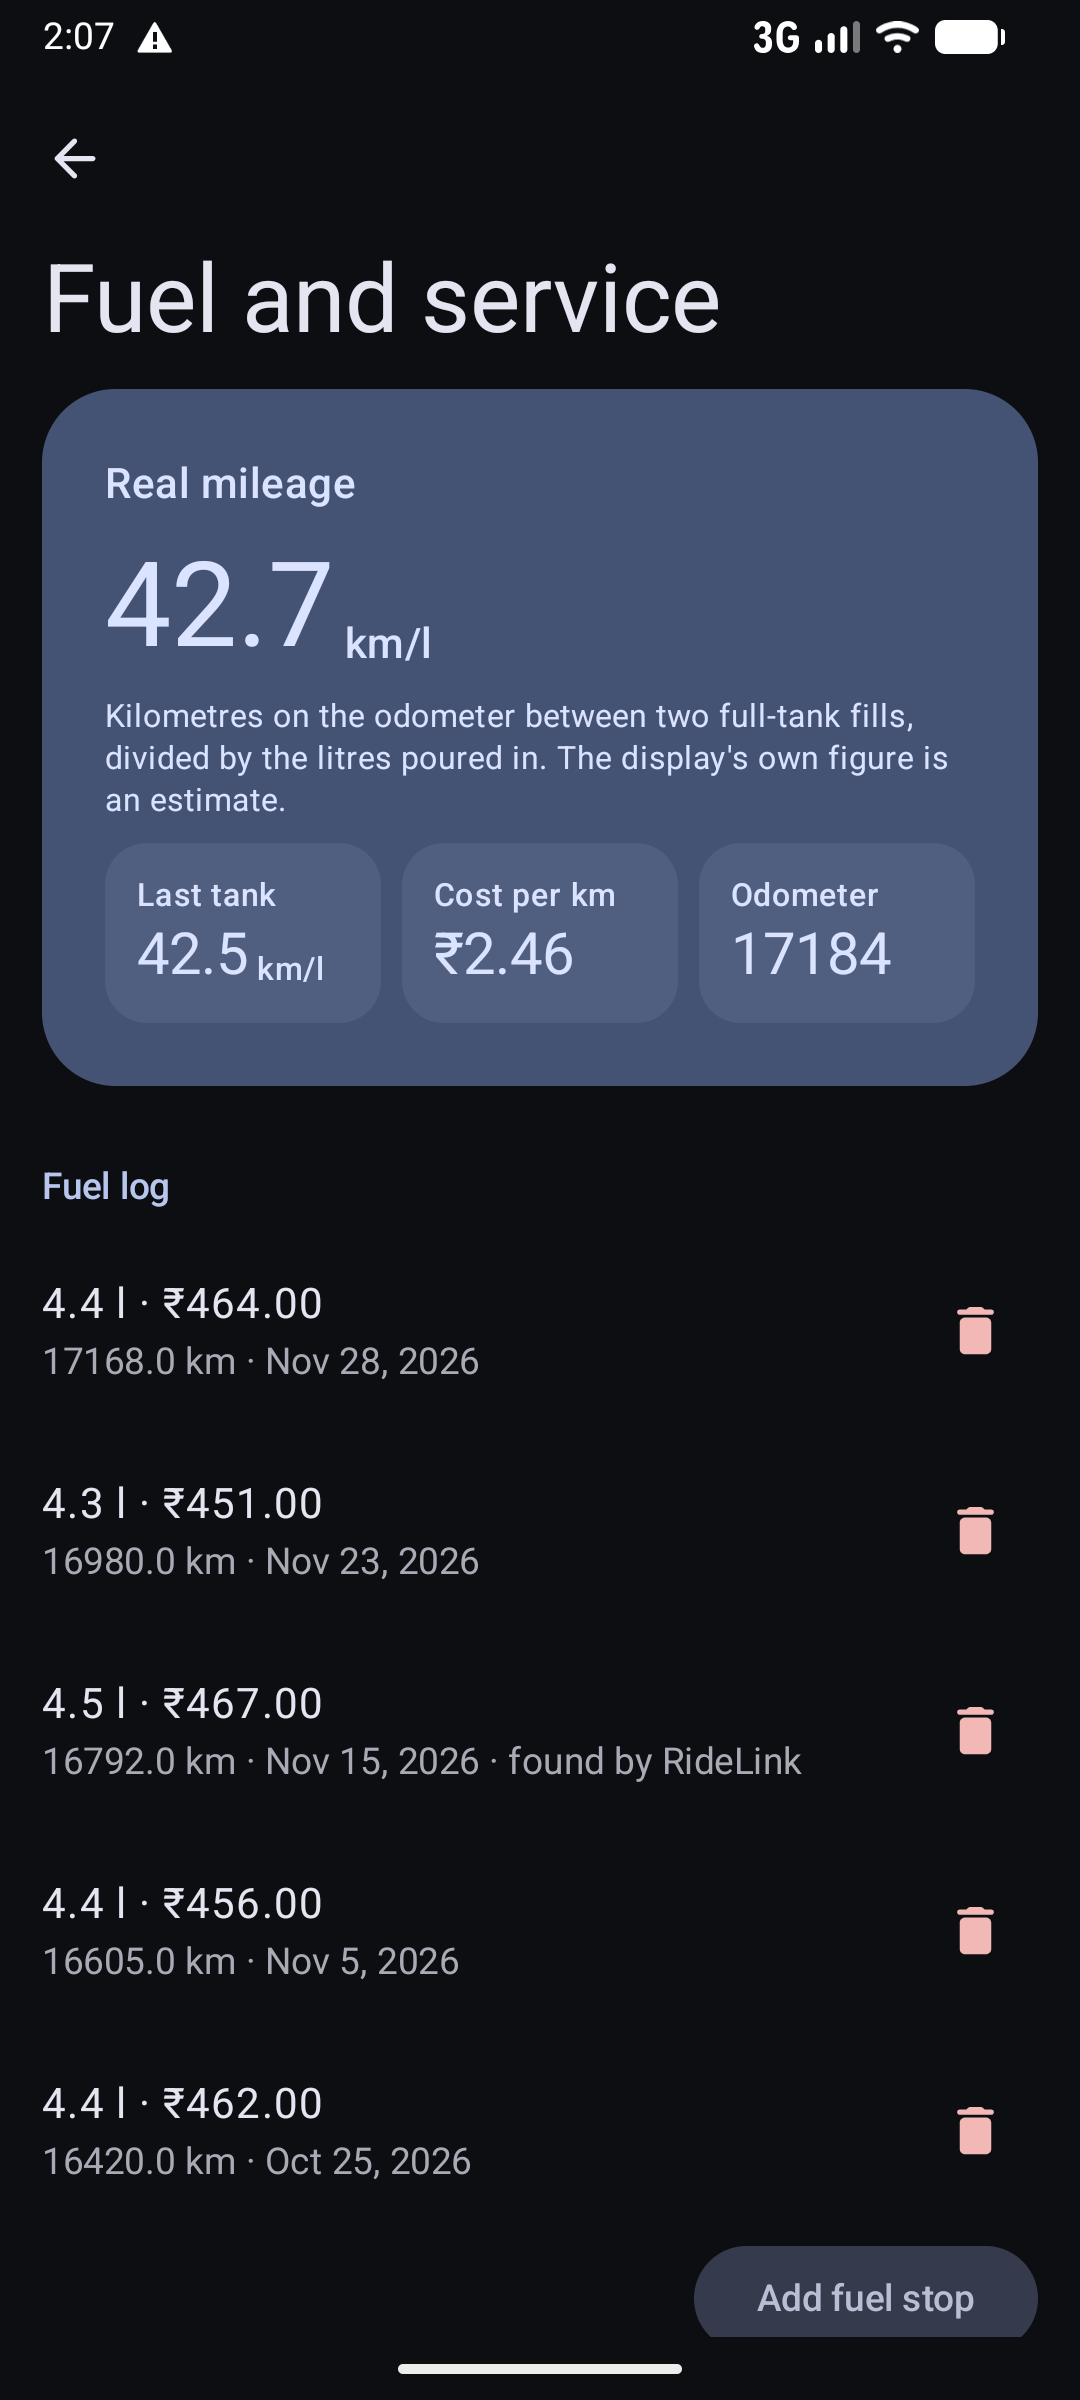 2:07
3G
Fuel and service
Real mileage
42.7 km/l
Kilometres on the odometer between two full-tank fills,
divided by the litres poured in. The display's own figure is
an estimate.
Last tank
42.5 km/l
Cost per km
₹2.46
Odometer
17184
Fuel log
4.4 l · ₹464.00
17168.0 km · Nov 28, 2026
4.3 l · ₹451.00
16980.0 km · Nov 23, 2026
4.5 l · ₹467.00
16792.0 km · Nov 15, 2026 · found by RideLink
4.4 l · ₹456.00
16605.0 km · Nov 5, 2026
4.4 l · ₹462.00
16420.0 km · Oct 25, 2026
Add fuel stop